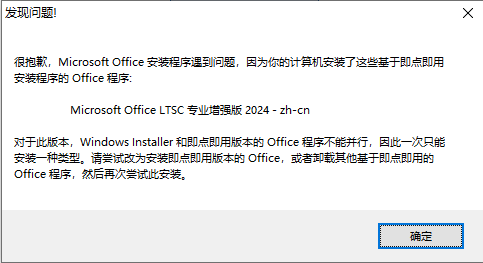 发现问题!
很抱歉，Microsoft Office 安装程序遇到问题，因为你的计算机安装了这些基于即点即用
安装程序的 Office 程序:
Microsoft Office LTSC 专业增强版 2024 - zh-cn
对于此版本，Windows Installer 和即点即用版本的 Office 程序不能并行，因此一次只能
安装一种类型。请尝试改为安装即点即用版本的 Office，或者卸载其他基于即点即用的
Office 程序，然后再次尝试此安装。
确定